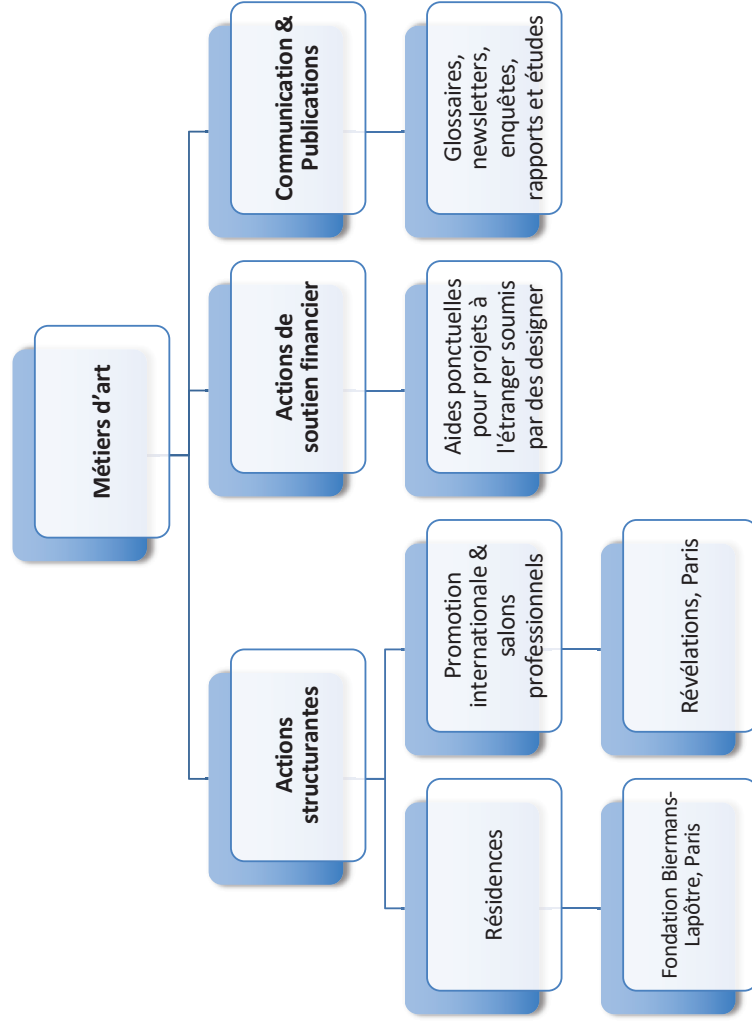 Métiers d’art
Actions
structurantes
Résidences
Fondation Biermans-
Lapôtre, Paris
Promotion
internationale &
salons
professionnels
Révélations, Paris
Actions de
soutien financier
Aides ponctuelles
pour projets à
l'étranger soumis
par des designer
Communication &
Publications
Glossaires,
newsletters,
enquêtes,
rapports et études